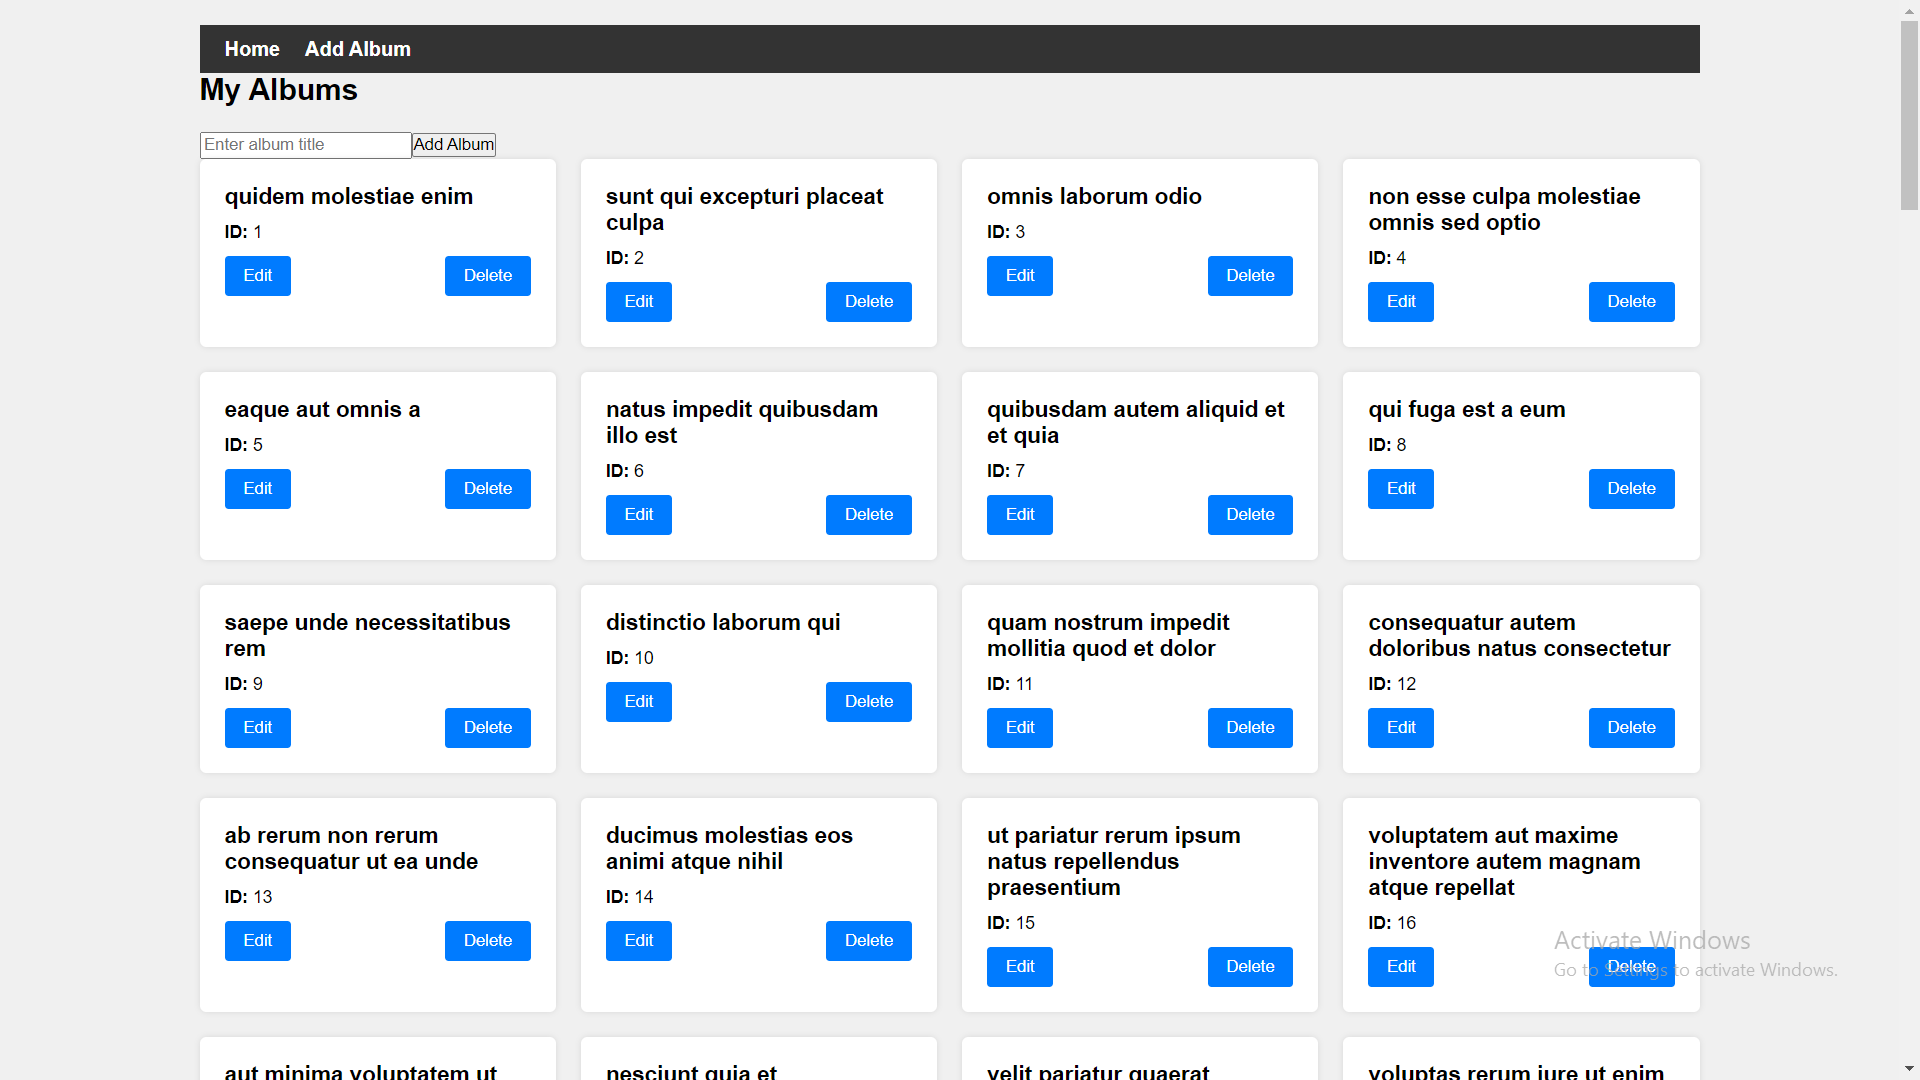 Home Add Album
My Albums
Enter album title Add Album
quidem molestiae enim
ID: 1
Edit Delete
sunt qui excepturi placeat
culpa
ID: 2
Edit Delete
omnis laborum odio
ID: 3
Edit Delete
non esse culpa molestiae
omnis sed optio
ID: 4
Edit Delete
eaque aut omnis a
ID: 5
Edit Delete
natus impedit quibusdam
illo est
ID: 6
Edit Delete
quibusdam autem aliquid et
et quia
ID: 7
Edit Delete
qui fuga est a eum
ID: 8
Edit Delete
saepe unde necessitatibus
rem
ID: 9
Edit Delete
distinctio laborum qui
ID: 10
Edit Delete
quam nostrum impedit
mollitia quod et dolor
ID: 11
Edit Delete
consequatur autem
doloribus natus consectetur
ID: 12
Edit Delete
ab rerum non rerum
consequatur ut ea unde
ID: 13
Edit Delete
ducimus molestias eos
animi atque nihil
ID: 14
Edit Delete
ut pariatur rerum ipsum
natus repellendus
praesentium
ID: 15
Edit Delete
voluptatem aut maxime
inventore autem magnam
atque repellat
ID: 16
Edit Delete
Activate Windows
Go to Settings to activate Windows.
aut minima voluptatem ut
nesciunt quia et
velit pariatur quaerat
voluptas rerum iure ut enim